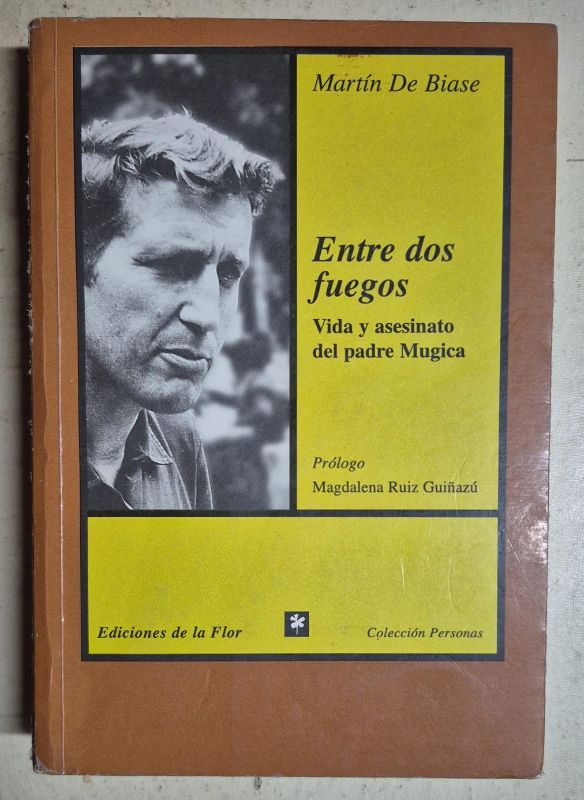 Martín De Biase
Entre dos
fuegos
Vida y asesinato
del padre Mugica
Prólogo
Magdalena Ruiz Guiñazú
Ediciones de la Flor
Colección Personas